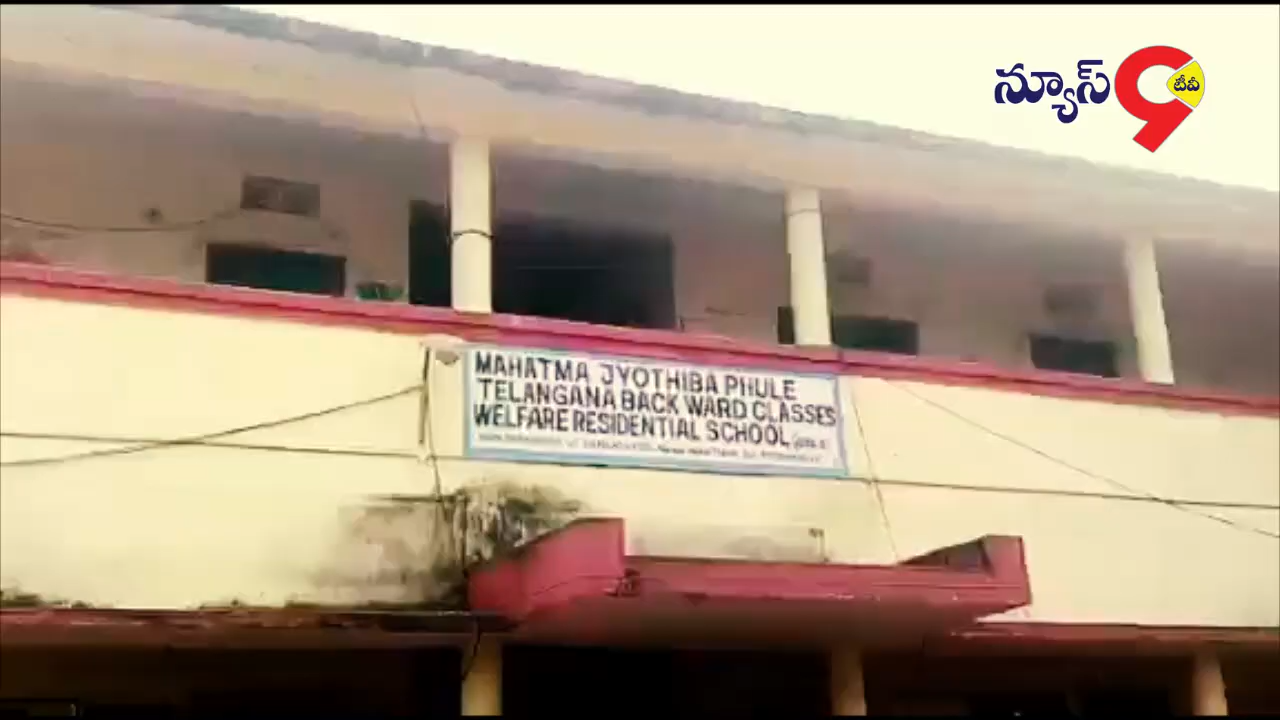 న్యూస్ 9 టీవీ
MAHATMA JYOTHIBA PHULE
TELANGANA BACK WARD CLASSES
WELFARE RESIDENTIAL SCHOOL